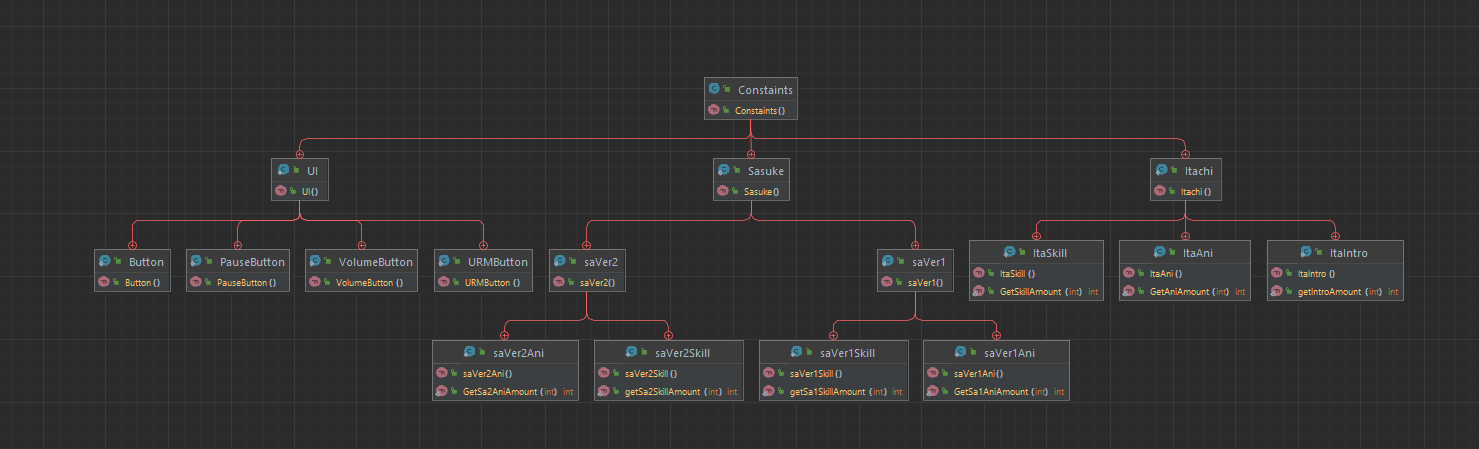 Constaints
Constaints()
UI
UI()
Sasuke
Sasuke()
Itachi
Itachi()
Button
Button()
PauseButton
PauseButton()
VolumeButton
VolumeButton()
URMButton
URMButton()
saVer2
saVer2()
saVer1
saVer1()
ItaSkill
ItaSkill()
GetSkillAmount(int) int
ItaAni
ItaAni()
GetAniAmount(int) int
ItaIntro
ItaIntro()
getIntroAmount(int) int
saVer2Ani
saVer2Ani()
GetSa2AniAmount(int) int
saVer2Skill
saVer2Skill()
getSa2SkillAmount(int) int
saVer1Skill
saVer1Skill()
getSa1SkillAmount(int) int
saVer1Ani
saVer1Ani()
GetSa1AniAmount(int) int